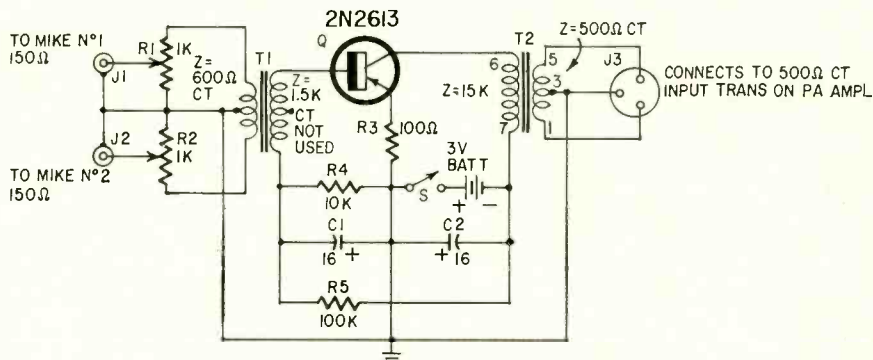 2N2613
Q
TO MIKE Nº1
150Ω
J1
R1
1K
Z=
600Ω
CT
T1
Z=
1.5K
CT
NOT
USED
R2
1K
J2
TO MIKE Nº2
150Ω
R3
100Ω
R4
10K
C1
16
+
R5
100K
S
3V
BATT
+
-
C2
+
16
T2
6
7
Z=15K
5
3
1
Z=500Ω CT
J3
CONNECTS TO 500Ω CT
INPUT TRANS ON PA AMPL